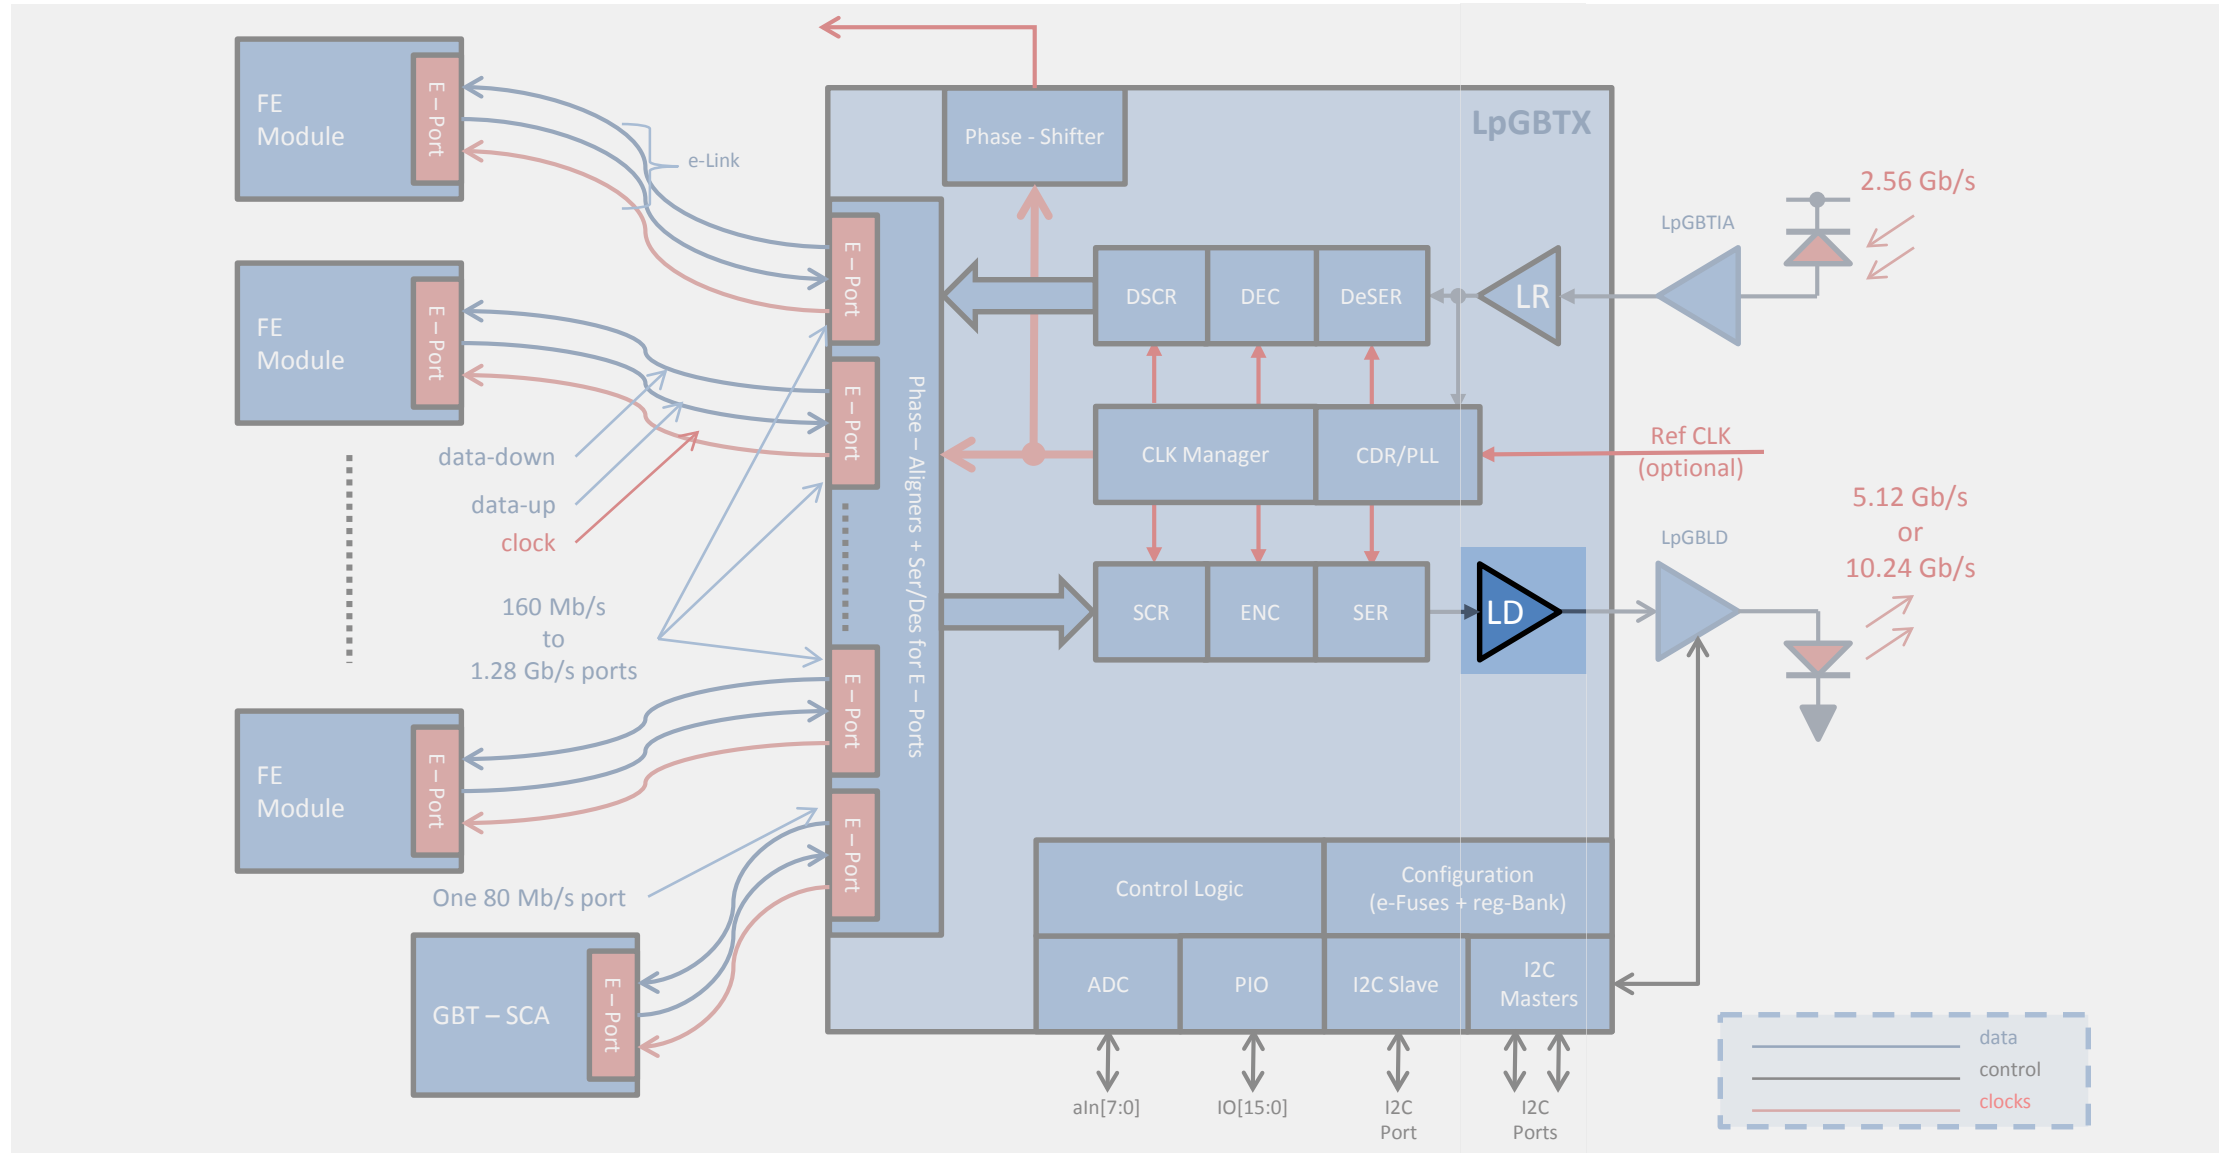 FE
Module
E – Port
e-Link
Phase - Shifter
LpGBTX
2.56 Gb/s
LpGBTIA
E – Port
DSCR
DEC
DeSER
LR
FE
Module
E – Port
E – Port
Phase – Aligners + Ser/Des for E – Ports
CLK Manager
CDR/PLL
Ref CLK
(optional)
data-down
data-up
clock
5.12 Gb/s
or
10.24 Gb/s
LpGBLD
160 Mb/s
to
1.28 Gb/s ports
SCR
ENC
SER
LD
E – Port
FE
Module
E – Port
E – Port
One 80 Mb/s port
Control Logic
Configuration
(e-Fuses + reg-Bank)
GBT – SCA
E – Port
ADC
PIO
I2C Slave
I2C
Masters
data
control
clocks
aIn[7:0]
IO[15:0]
I2C
Port
I2C
Ports